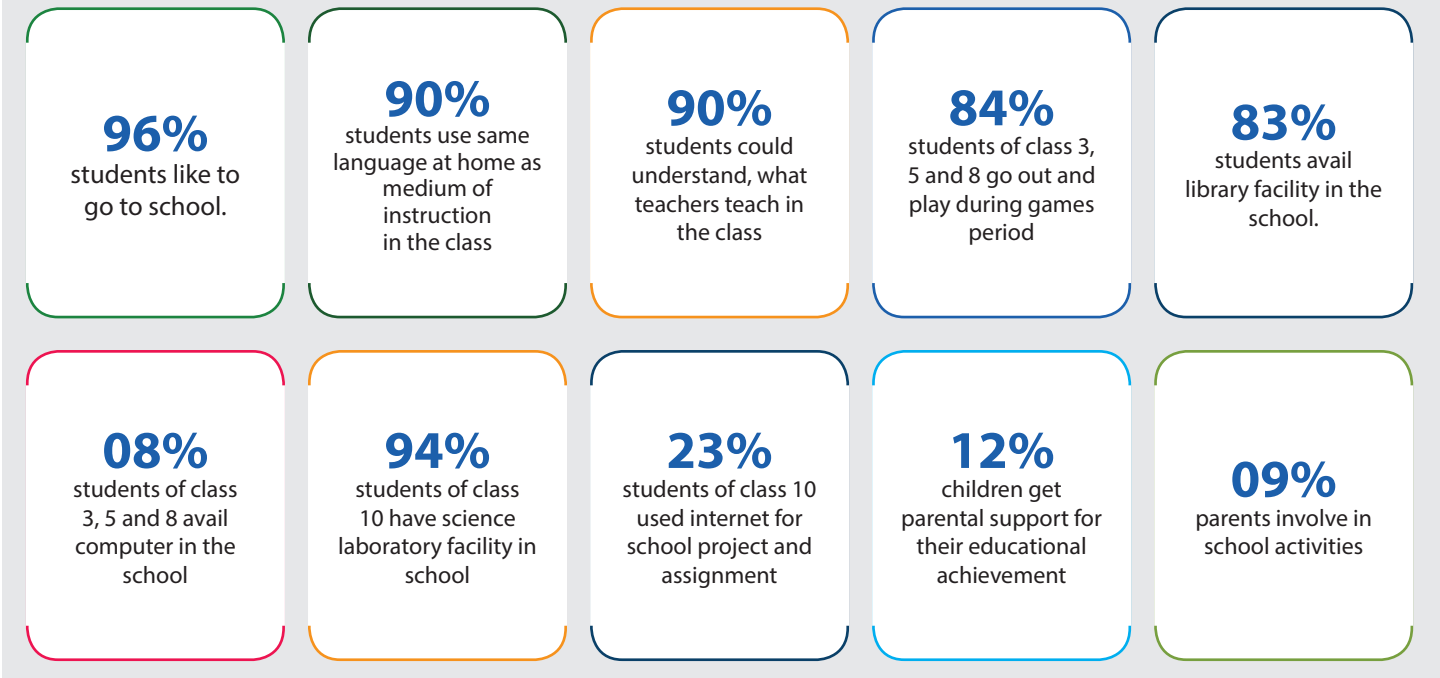 96%
students like to
go to school.
90%
students use same
language at home as
medium of
instruction
in the class
90%
students could
understand, what
teachers teach in
the class
84%
students of class 3,
5 and 8 go out and
play during games
period
83%
students avail
library facility in the
school.
08%
students of class
3, 5 and 8 avail
computer in the
school
94%
students of class
10 have science
laboratory facility in
school
23%
students of class 10
used internet for
school project and
assignment
12%
children get
parental support for
their educational
achievement
09%
parents involve in
school activities